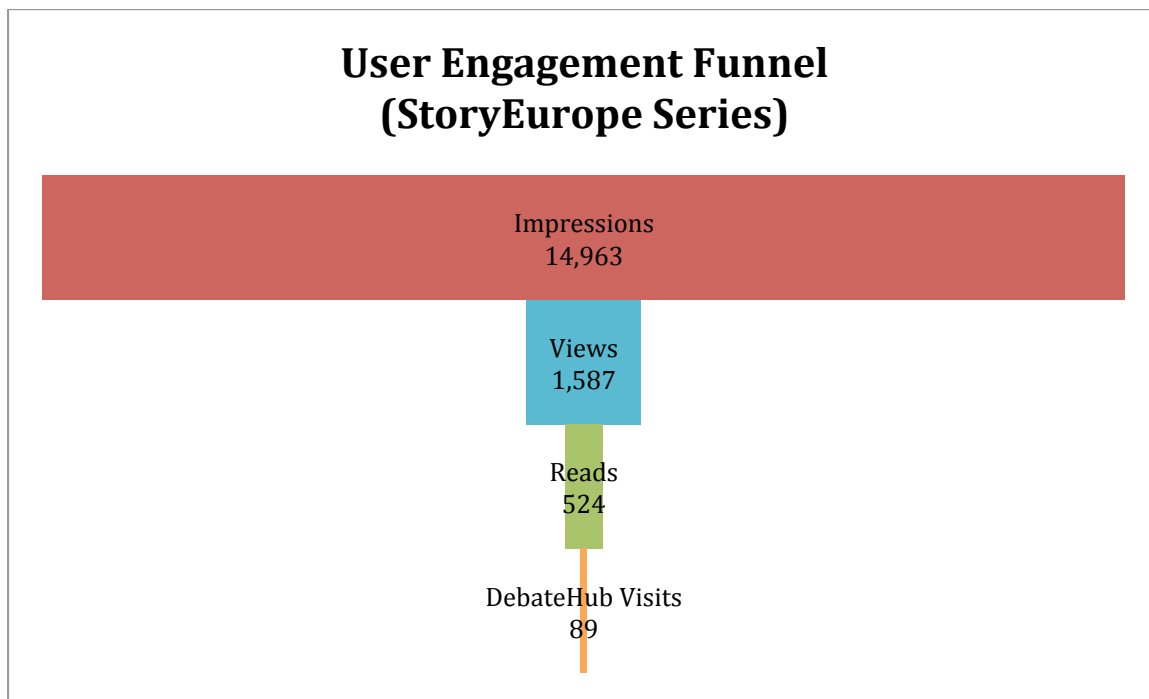 User Engagement Funnel
(StoryEurope Series)
Impressions
14,963
Views
1,587
Reads
524
DebateHub Visits
89